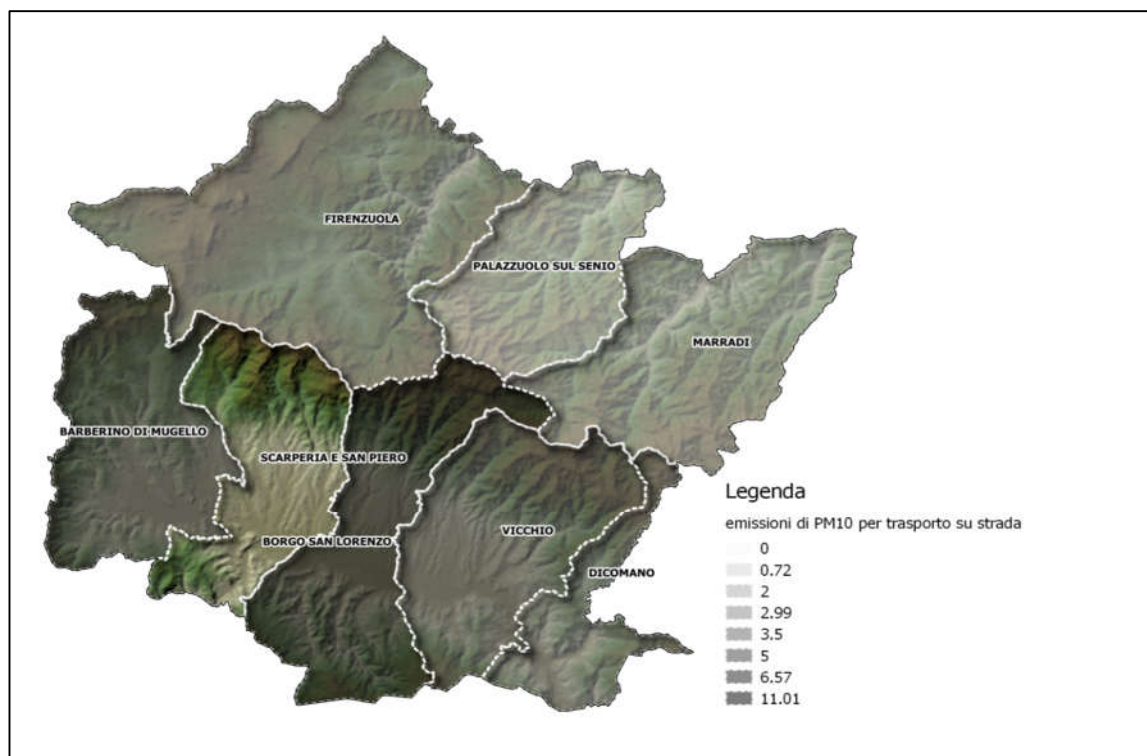 FIRENZUOLA
PALAZZUOLO SUL SENIO
MARRADI
BARBERINO DI MUGELLO
SCARPERIA E SAN PIERO
VICCHIO
BORGO SAN LORENZO
DICOMANO
Legenda
emissioni di PM10 per trasporto su strada
0
0.72
2
2.99
3.5
5
6.57
11.01